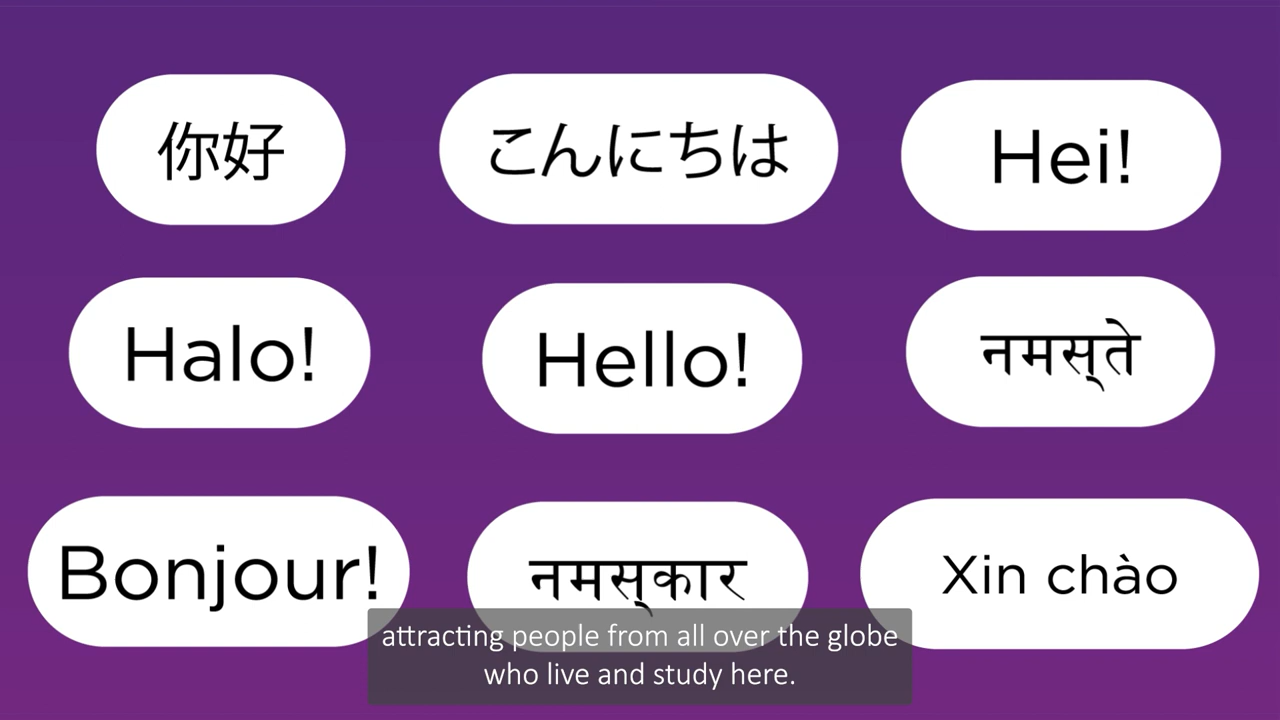 你好
こんにちは
Hei!
Halo!
Hello!
नमस्‌ते
Bonjour!
नमस्‌कार
Xin chào
attracting people from all over the globe
who live and study here.